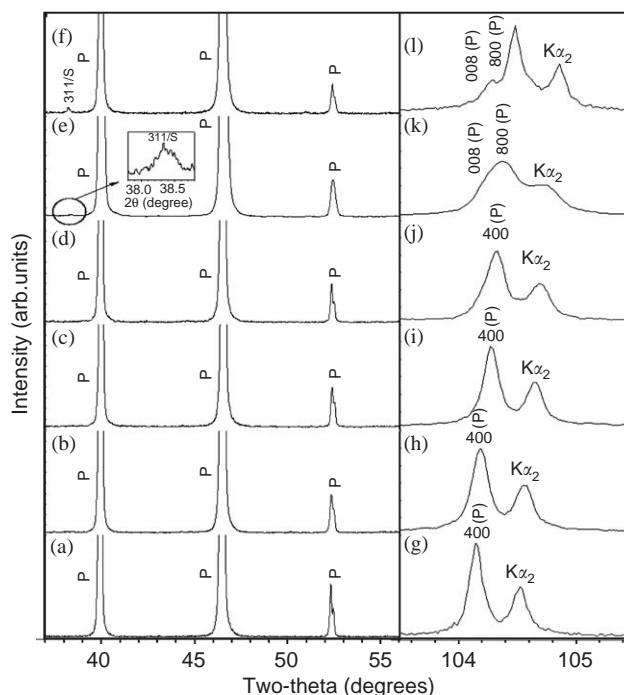 Intensity (arb.units)
(f)
311/S
P
P
P
(e)
P
311/S
38.0 38.5
2θ (degree)
P
P
(d)
P
P
P
(c)
P
P
P
(b)
P
P
P
(a)
P
P
P
40 45 50 55
(l)
008 (P)
800 (P)
Kα2
(k)
008 (P)
800 (P)
Kα2
(j)
400 (P)
Kα2
(i)
400 (P)
Kα2
(h)
400 (P)
Kα2
(g)
400 (P)
Kα2
104 105
Two-theta (degrees)